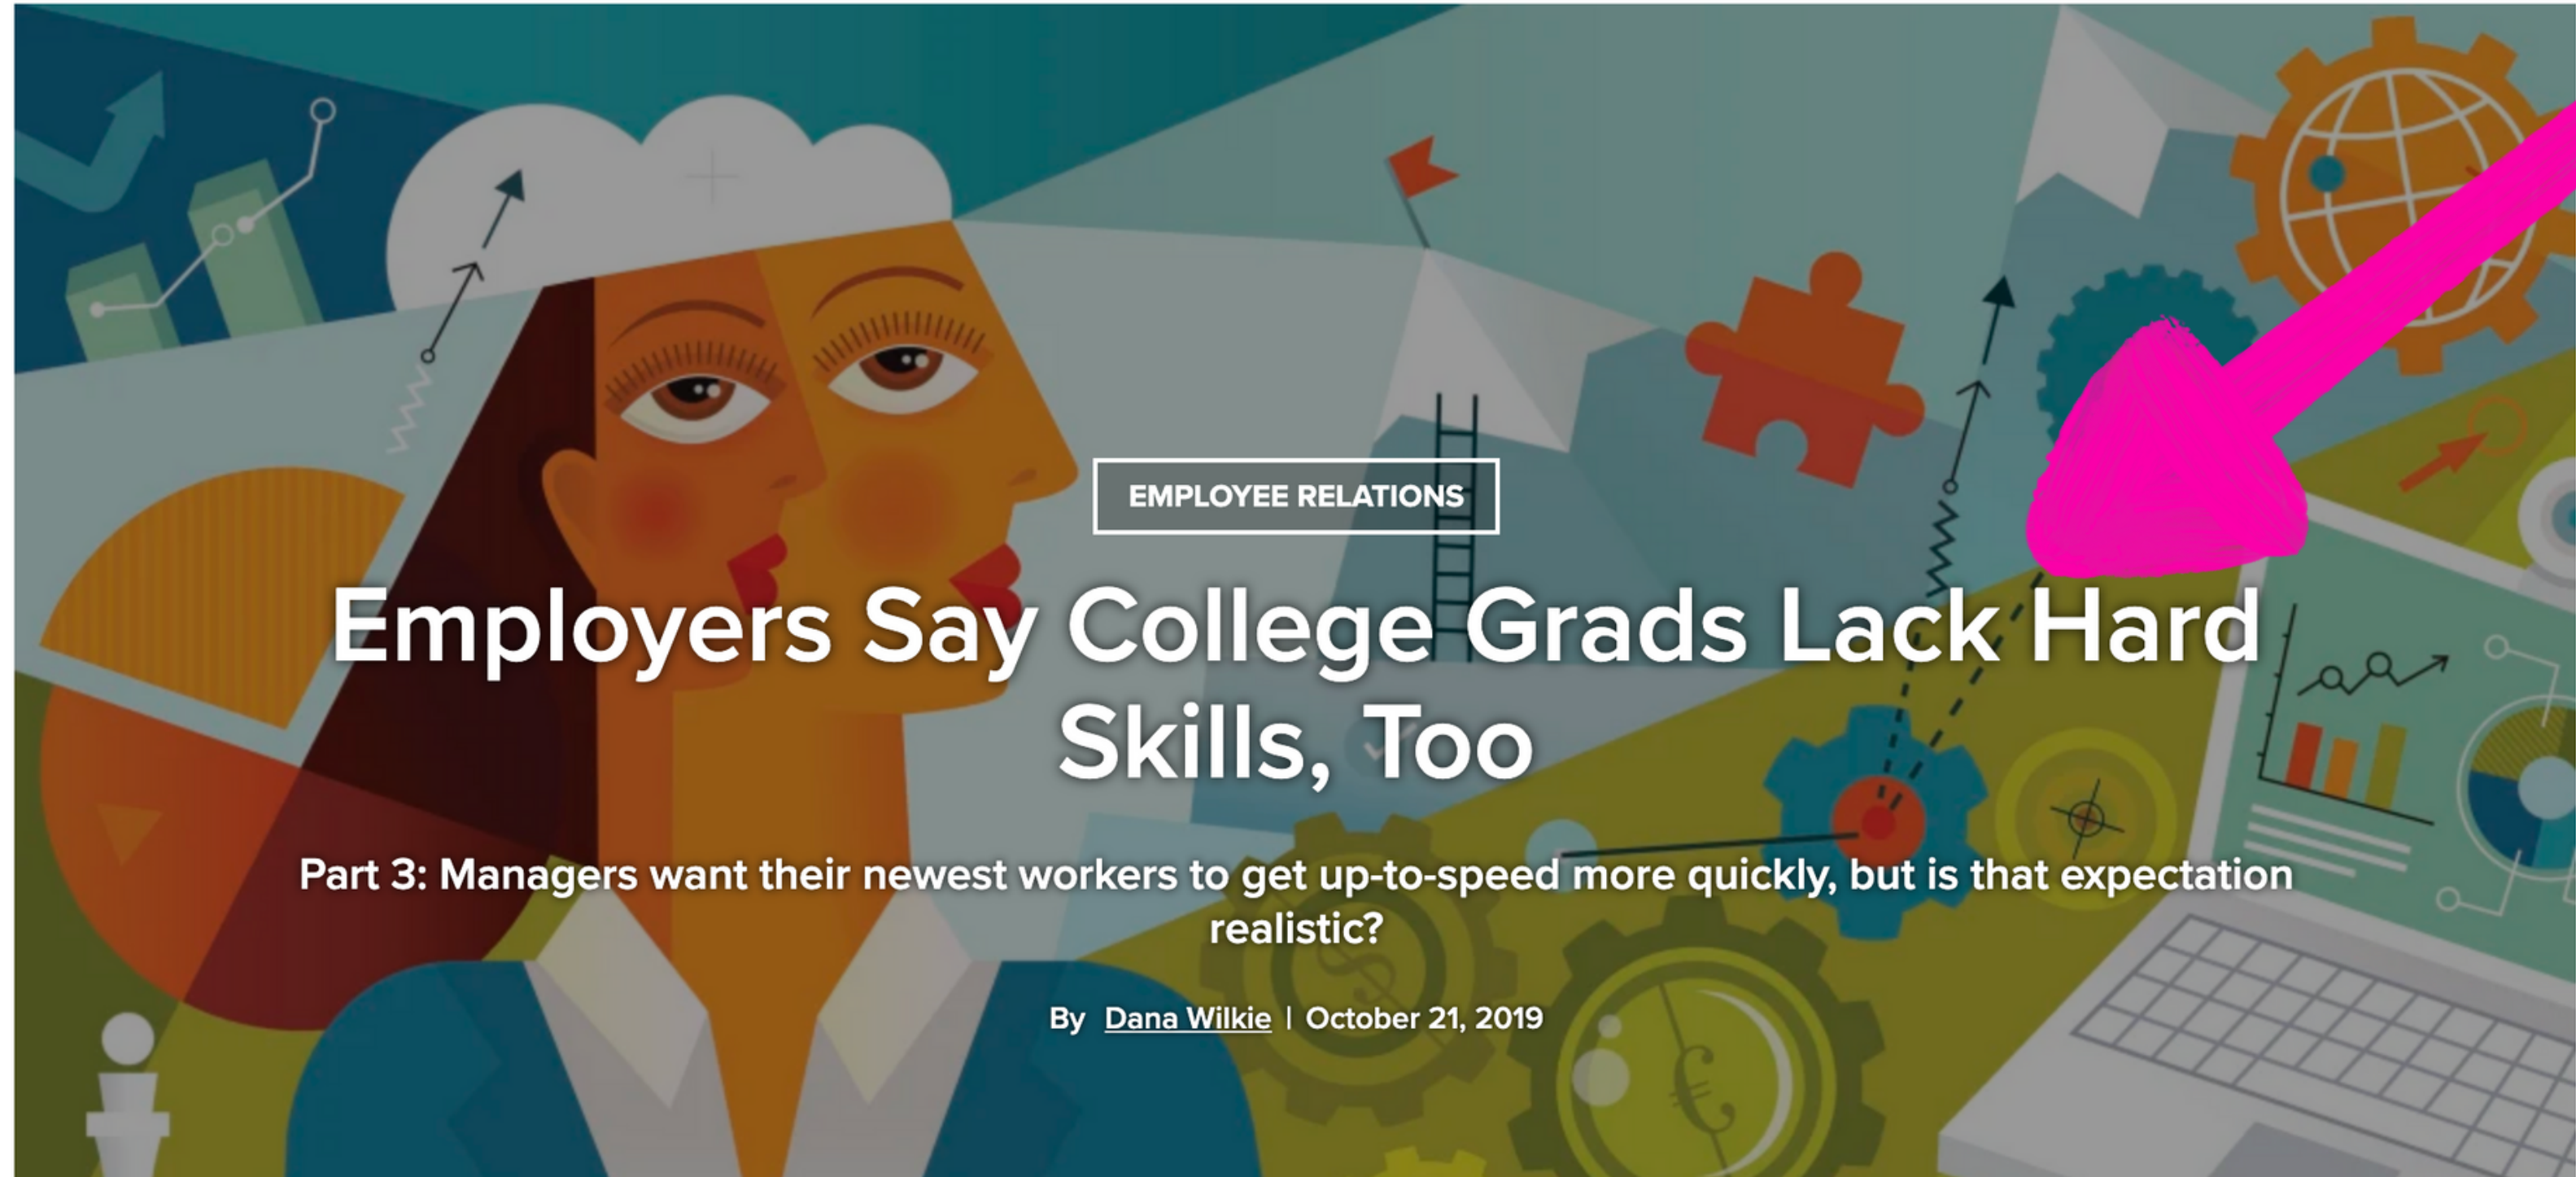 EMPLOYEE RELATIONS
Employers Say College Grads Lack Hard
Skills, Too
Part 3: Managers want their newest workers to get up-to-speed more quickly, but is that expectation
realistic?
By Dana Wilkie | October 21, 2019
$
€